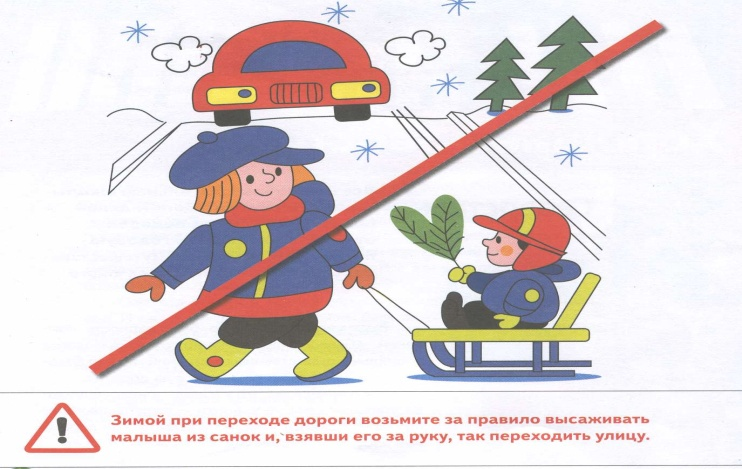 Зимой при переходе дороги возьмите за правило высаживать
малыша из санок и, взявши его за руку, так переходить улицу.